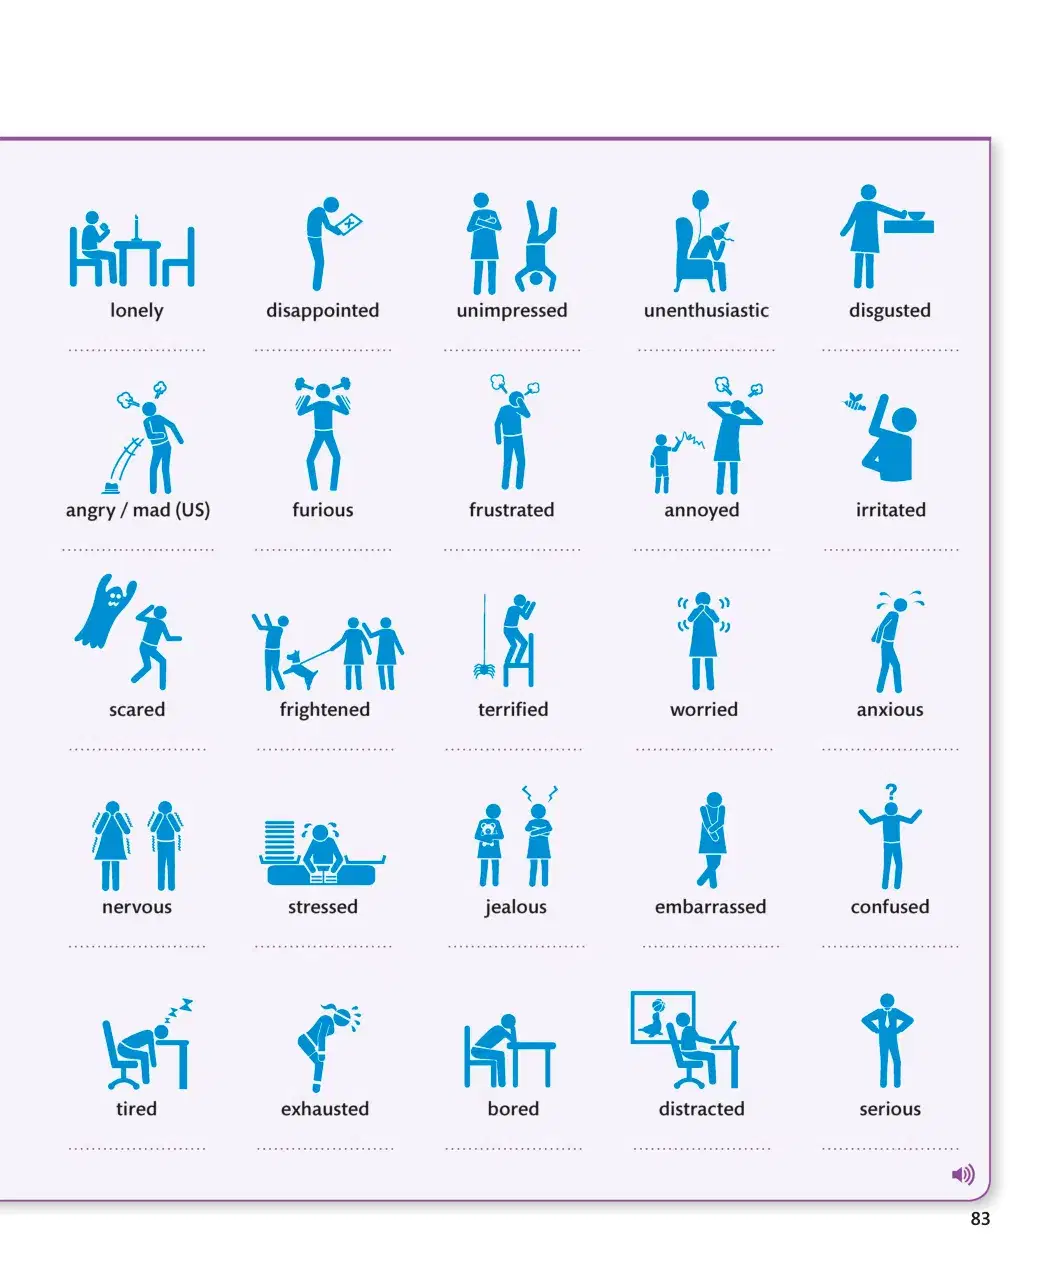 lonely disappointed unimpressed unenthusiastic disgusted
angry / mad (US) furious frustrated annoyed irritated
scared frightened terrified worried anxious
?
nervous stressed jealous embarrassed confused
z z z
tired exhausted bored distracted serious
83